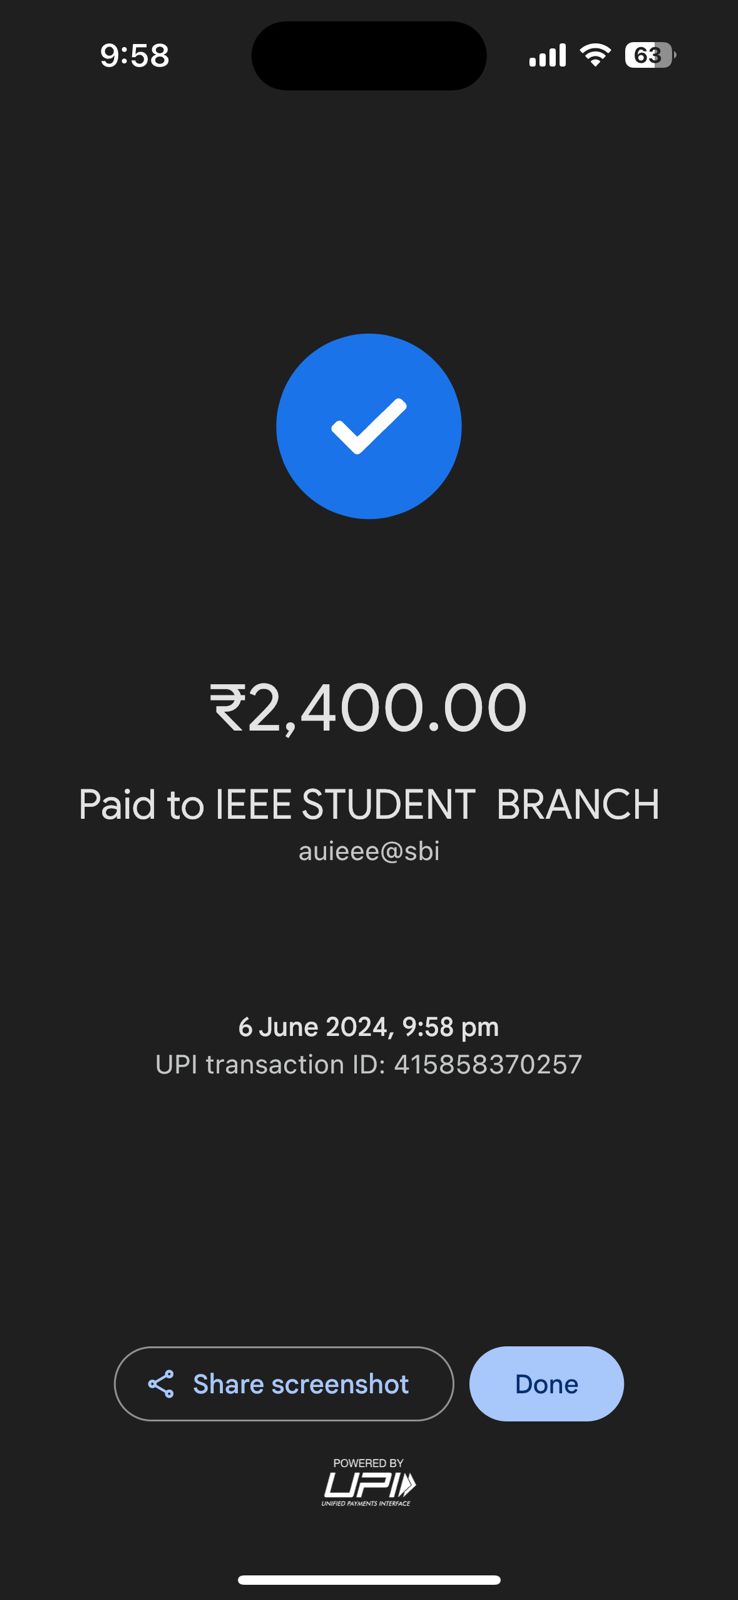 9:58
63
₹2,400.00
Paid to IEEE STUDENT  BRANCH
auieee@sbi
6 June 2024, 9:58 pm
UPI transaction ID: 415858370257
Share screenshot
Done
POWERED BY
UPI
UNIFIED PAYMENTS INTERFACE